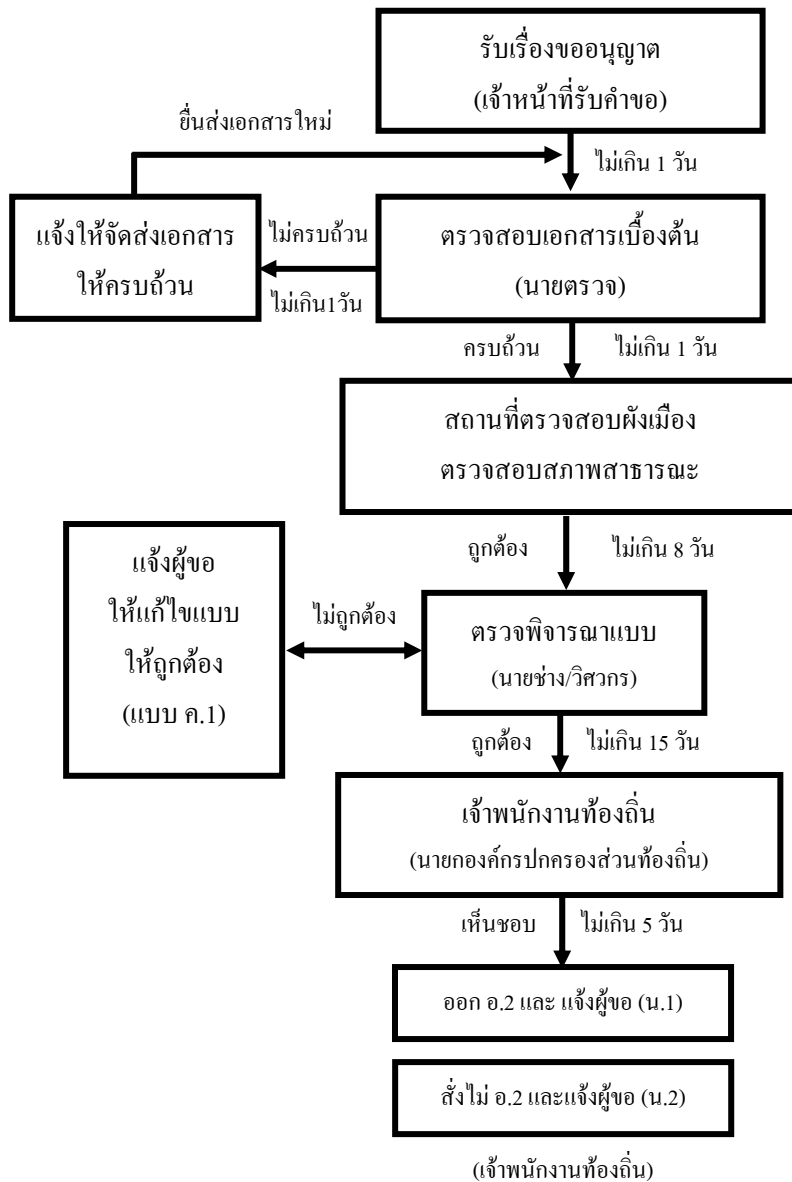 รับเรื่องขออนุญาต
(เจ้าหน้าที่รับคำขอ)
ยื่นส่งเอกสารใหม่
ไม่เกิน 1 วัน
แจ้งให้จัดส่งเอกสาร
ให้ครบถ้วน
ไม่ครบถ้วน
ไม่เกิน1วัน
ตรวจสอบเอกสารเบื้องต้น
(นายตรวจ)
ครบถ้วน
ไม่เกิน 1 วัน
สถานที่ตรวจสอบผังเมือง
ตรวจสอบสภาพสาธารณะ
ถูกต้อง
ไม่เกิน 8 วัน
แจ้งผู้ขอ
ให้แก้ไขแบบ
ให้ถูกต้อง
(แบบ ค.1)
ไม่ถูกต้อง
ตรวจพิจารณาแบบ
(นายช่าง/วิศวกร)
ถูกต้อง
ไม่เกิน 15 วัน
เจ้าพนักงานท้องถิ่น
(นายกองค์กรปกครองส่วนท้องถิ่น)
เห็นชอบ
ไม่เกิน 5 วัน
ออก อ.2 และ แจ้งผู้ขอ (น.1)
สั่งไม่ อ.2 และแจ้งผู้ขอ (น.2)
(เจ้าพนักงานท้องถิ่น)